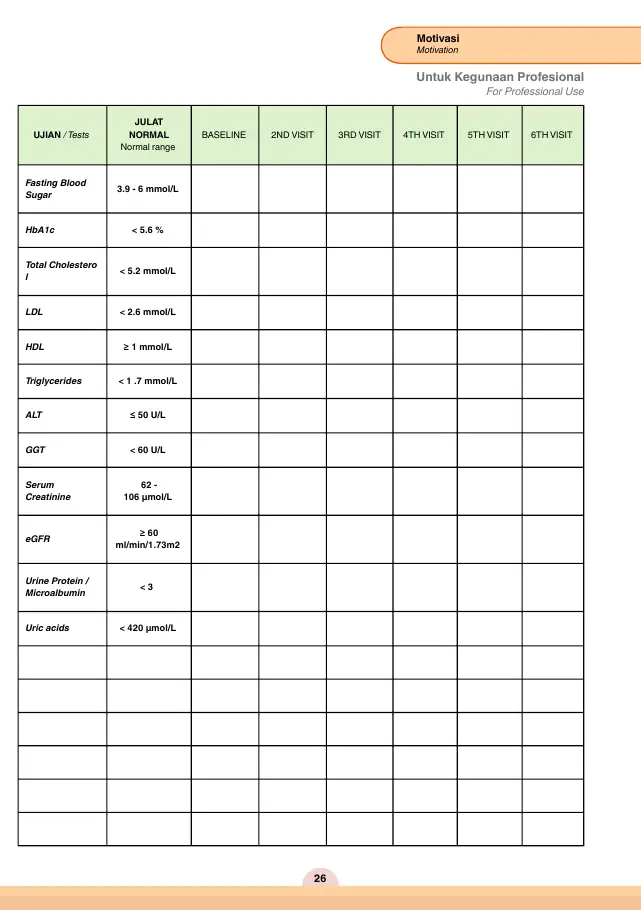 Motivasi
Motivation
Untuk Kegunaan Profesional
For Professional Use
UJIAN / Tests
JULAT
NORMAL
Normal range
BASELINE
2ND VISIT
3RD VISIT
4TH VISIT
5TH VISIT
6TH VISIT
Fasting Blood
Sugar
3.9 - 6 mmol/L
HbA1c
< 5.6 %
Total Cholestero
l
< 5.2 mmol/L
LDL
< 2.6 mmol/L
HDL
≥ 1 mmol/L
Triglycerides
< 1 .7 mmol/L
ALT
≤ 50 U/L
GGT
< 60 U/L
Serum
Creatinine
62 -
106 µmol/L
eGFR
≥ 60
ml/min/1.73m2
Urine Protein /
Microalbumin
< 3
Uric acids
< 420 µmol/L
26